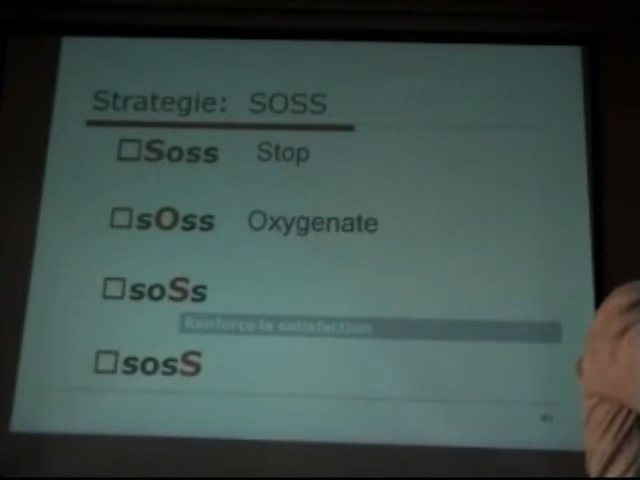 Strategie: SOSS
□Soss Stop
□sOss Oxygenate
□soSs
Renforce la satisfaction
□sosS